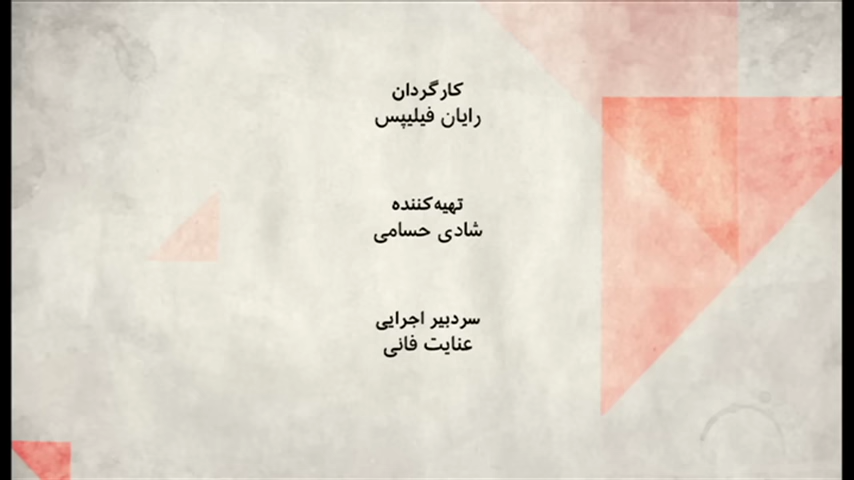 کارگردان
رایان فیلیپس
تهیه‌کننده
شادی حسامی
سردبیر اجرایی
عنایت فانی